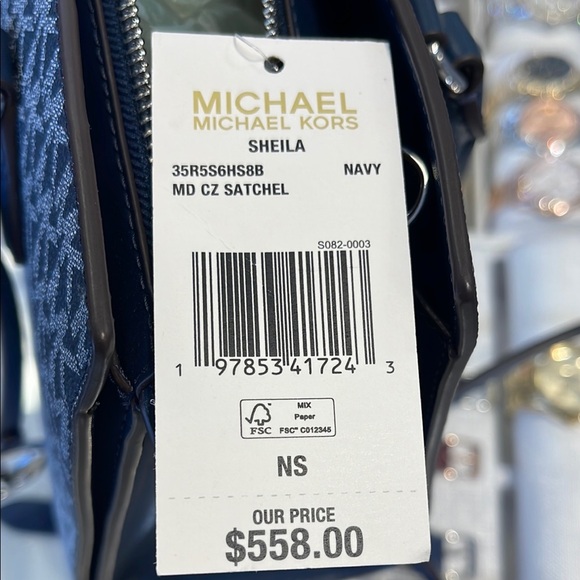 MICHAEL
MICHAEL KORS
SHEILA
35R5S6HS8B NAVY
MD CZ SATCHEL
S082-0003
1 97853 41724 3
FSC
MIX
Paper
FSC™ C012345
NS
OUR PRICE
$558.00